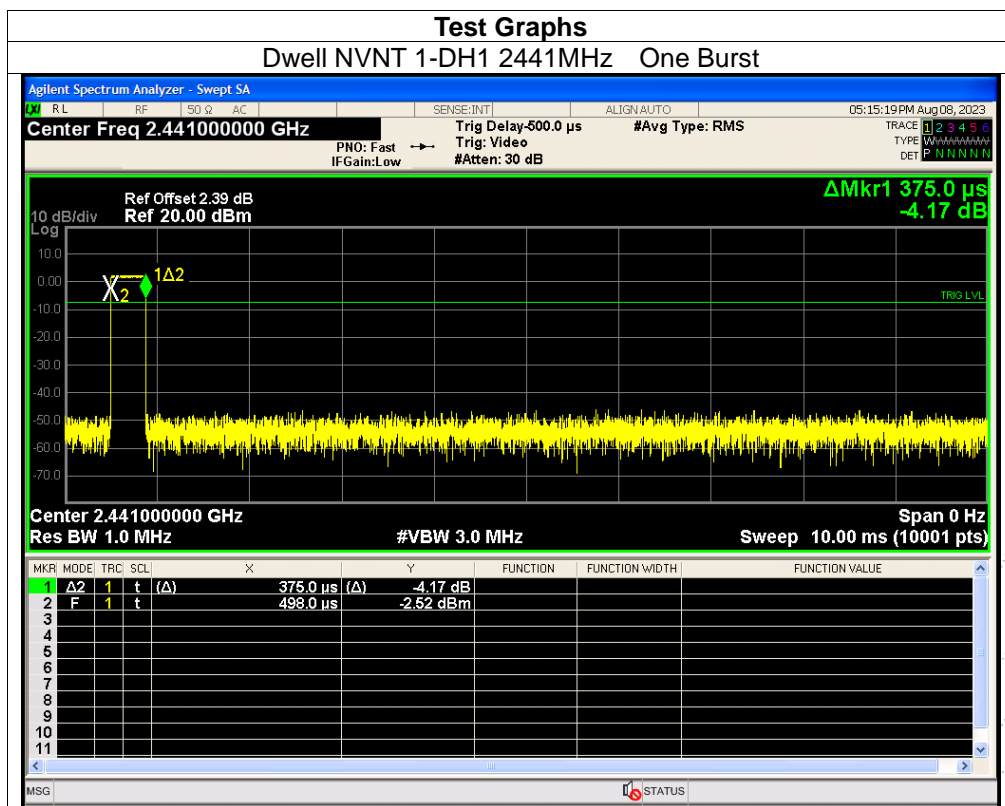 Test Graphs
Dwell NVNT 1-DH1 2441MHz One Burst
Agilent Spectrum Analyzer - Swept SA
LXI RL RF 50 Ω AC SENSE:INT ALIGN AUTO 05:15:19 PM Aug 08, 2023
Center Freq 2.441000000 GHz Trig Delay-500.0 µs #Avg Type: RMS TRACE 1 2 3 4 5 6
PNO: Fast Trig: Video TYPE WWWWWW
IFGain:Low #Atten: 30 dB DET P N N N N N
ΔMkr1 375.0 µs
Ref Offset 2.39 dB
10 dB/div Ref 20.00 dBm -4.17 dB
Log
10.0
0.00 X2 1Δ2
TRIG LVL
-10.0
-20.0
-30.0
-40.0
-50.0
-60.0
-70.0
Center 2.441000000 GHz Span 0 Hz
Res BW 1.0 MHz #VBW 3.0 MHz Sweep 10.00 ms (10001 pts)
MKR MODE TRC SCL X Y FUNCTION FUNCTION WIDTH FUNCTION VALUE
1 Δ2 1 t (Δ) 375.0 µs (Δ) -4.17 dB
2 F 1 t 498.0 µs -2.52 dBm
3
4
5
6
7
8
9
10
11
MSG STATUS